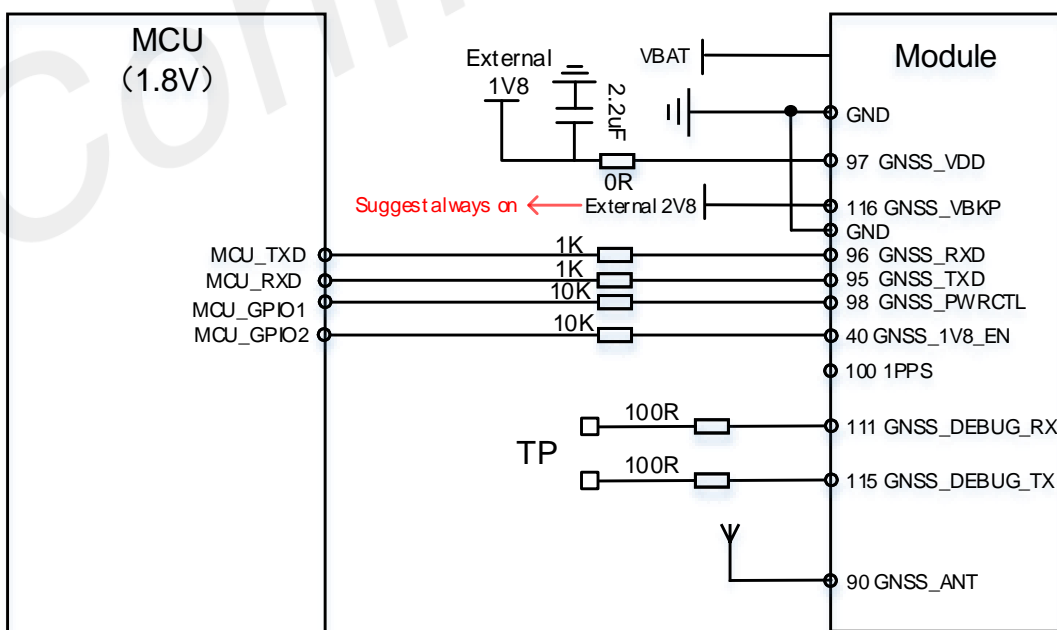 MCU
（1.8V）
External
1V8
2.2uF
0R
VBAT
Module
GND
97 GNSS_VDD
Suggest always on
External 2V8
116 GNSS_VBKP
GND
MCU_TXD
1K
96 GNSS_RXD
MCU_RXD
1K
95 GNSS_TXD
MCU_GPIO1
10K
98 GNSS_PWRCTL
MCU_GPIO2
10K
40 GNSS_1V8_EN
100 1PPS
TP
100R
111 GNSS_DEBUG_RX
100R
115 GNSS_DEBUG_TX
90 GNSS_ANT